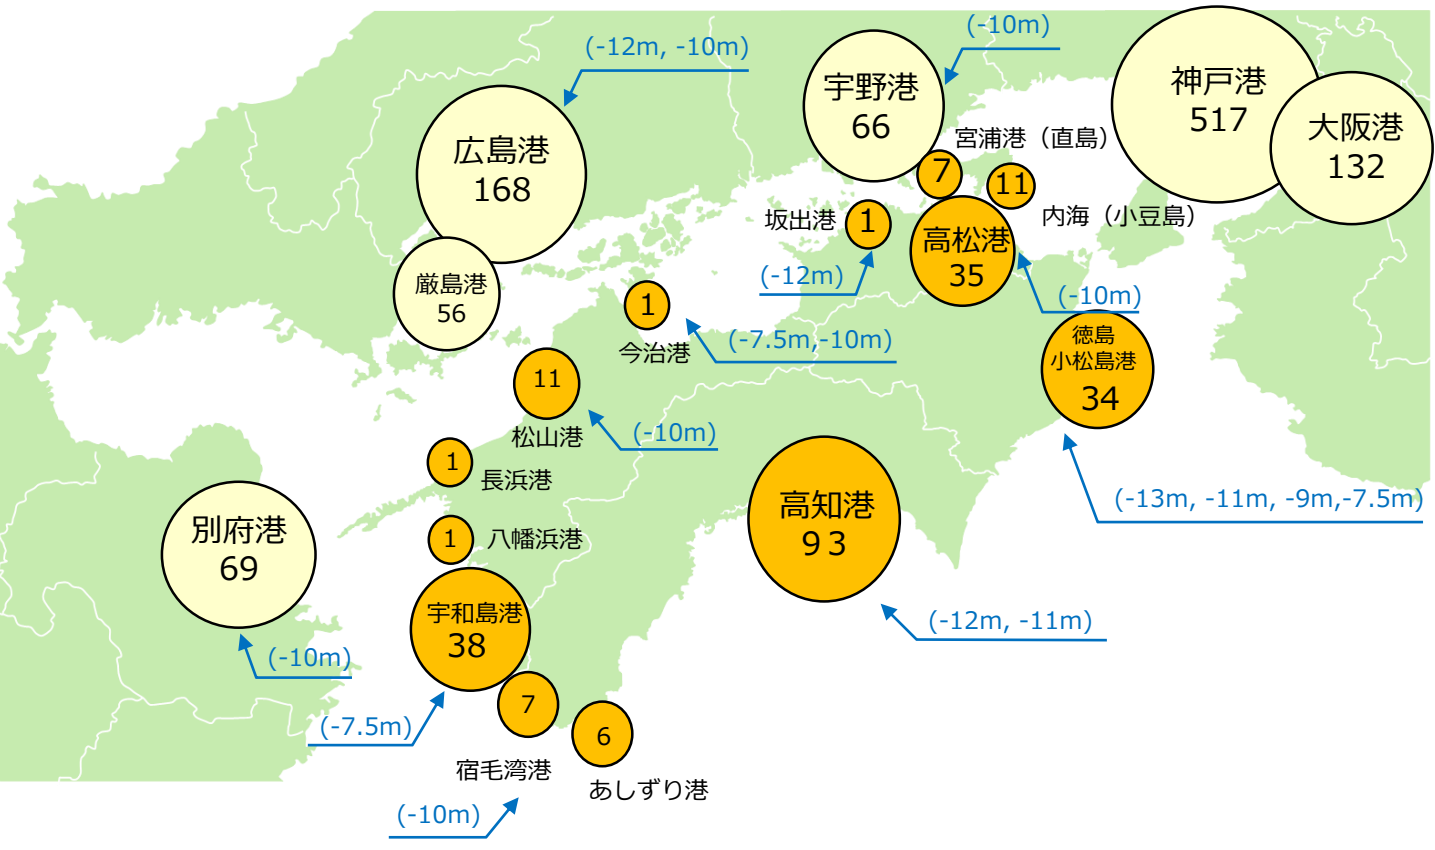 (-10m)
(-12m, -10m)
宇野港
66
神戸港
517
大阪港
132
広島港
168
宮浦港（直島）
7
11
内海（小豆島）
坂出港
1
高松港
35
(-12m)
(-10m)
厳島港
56
1
今治港
(-7.5m,-10m)
徳島
小松島港
34
11
松山港
(-10m)
1
長浜港
(-13m, -11m, -9m,-7.5m)
高知港
９３
別府港
69
1
八幡浜港
宇和島港
38
(-12m, -11m)
(-10m)
7
(-7.5m)
6
宿毛湾港
あしずり港
(-10m)